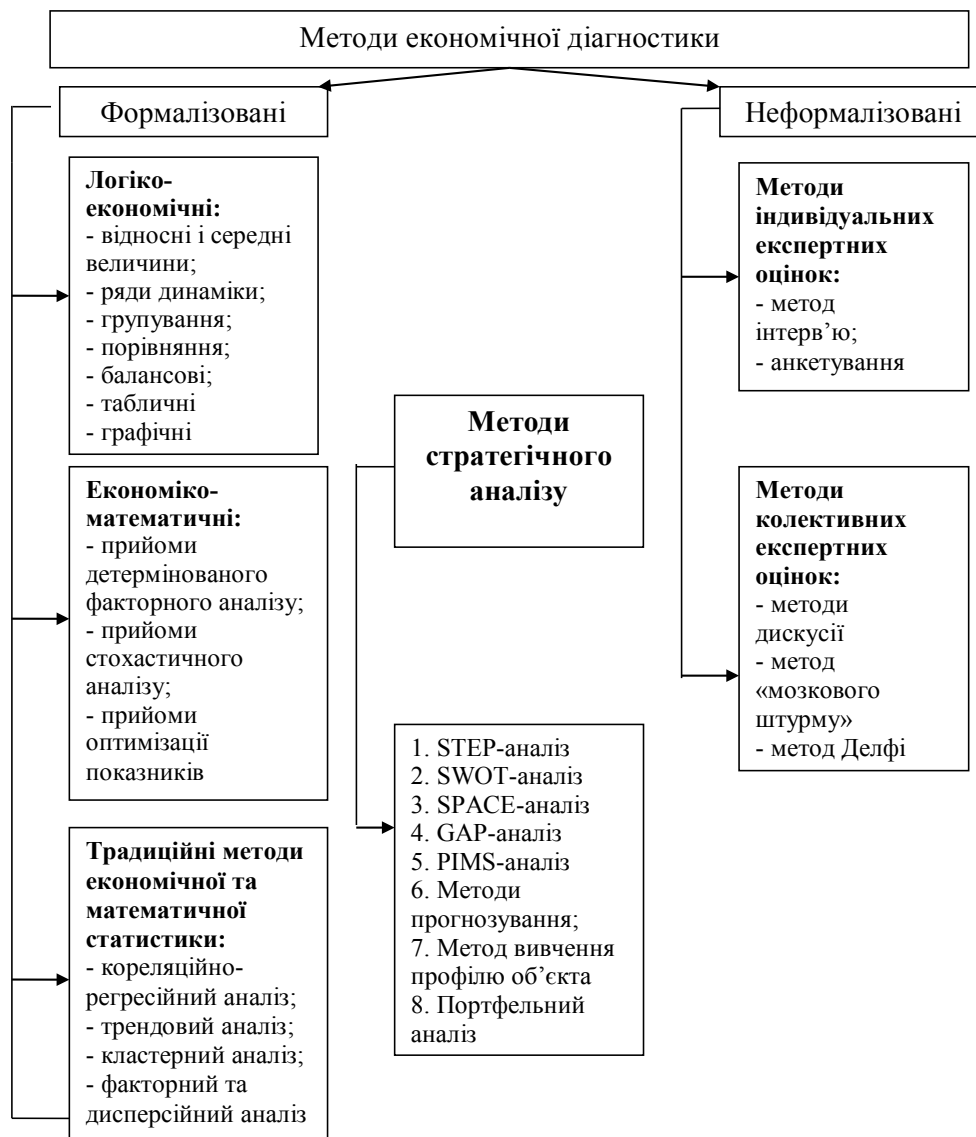 Методи економічної діагностики
Формалізовані
Неформалізовані
Логіко-
економічні:
- відносні і середні
величини;
- ряди динаміки;
- групування;
- порівняння;
- балансові;
- табличні
- графічні
Економіко-
математичні:
- прийоми
детермінованого
факторного аналізу;
- прийоми
стохастичного
аналізу;
- прийоми
оптимізації
показників
Традиційні методи
економічної та
математичної
статистики:
- кореляційно-
регресійний аналіз;
- трендовий аналіз;
- кластерний аналіз;
- факторний та
дисперсійний аналіз
Методи
стратегічного
аналізу
1. STEP-аналіз
2. SWOT-аналіз
3. SPACE-аналіз
4. GAP-аналіз
5. PIMS-аналіз
6. Методи
прогнозування;
7. Метод вивчення
профілю об’єкта
8. Портфельний
аналіз
Методи
індивідуальних
експертних
оцінок:
- метод
інтерв’ю;
- анкетування
Методи
колективних
експертних
оцінок:
- методи
дискусії
- метод
«мозкового
штурму»
- метод Делфі